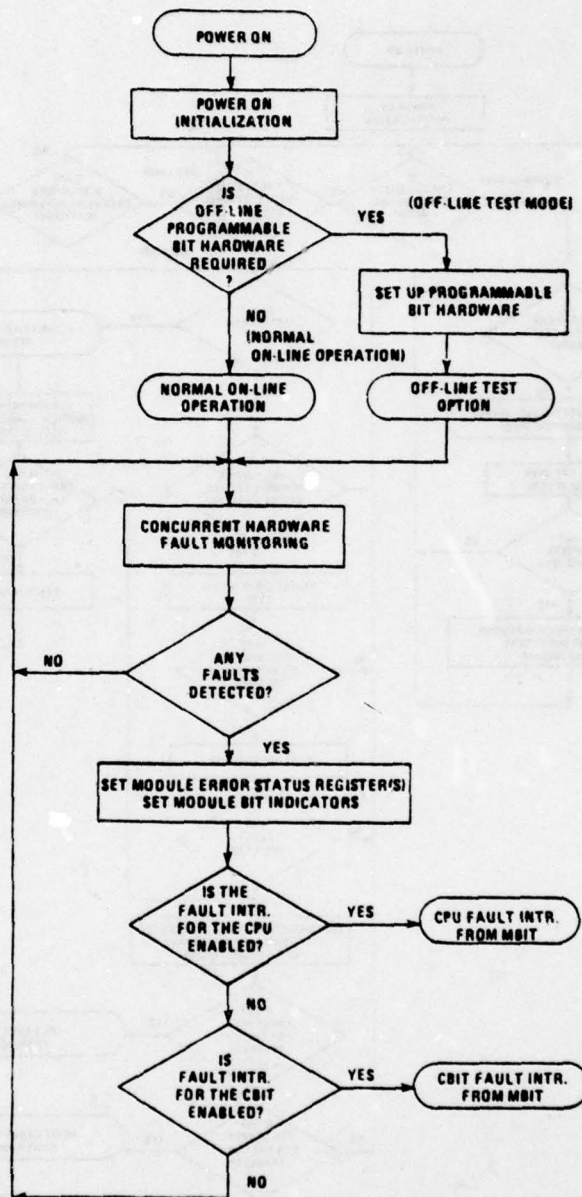 POWER ON
POWER ON
INITIALIZATION
IS
OFF-LINE
PROGRAMMABLE
BIT HARDWARE
REQUIRED
?
YES
(OFF-LINE TEST MODE)
SET UP PROGRAMMABLE
BIT HARDWARE
NO
(NORMAL
ON-LINE OPERATION)
NORMAL ON-LINE
OPERATION
OFF-LINE TEST
OPTION
CONCURRENT HARDWARE
FAULT MONITORING
NO
ANY
FAULTS
DETECTED?
YES
SET MODULE ERROR STATUS REGISTER(S)
SET MODULE BIT INDICATORS
IS THE
FAULT INTR.
FOR THE CPU
ENABLED?
YES
CPU FAULT INTR.
FROM MBIT
NO
IS
FAULT INTR.
FOR THE CBIT
ENABLED?
YES
CBIT FAULT INTR.
FROM MBIT
NO